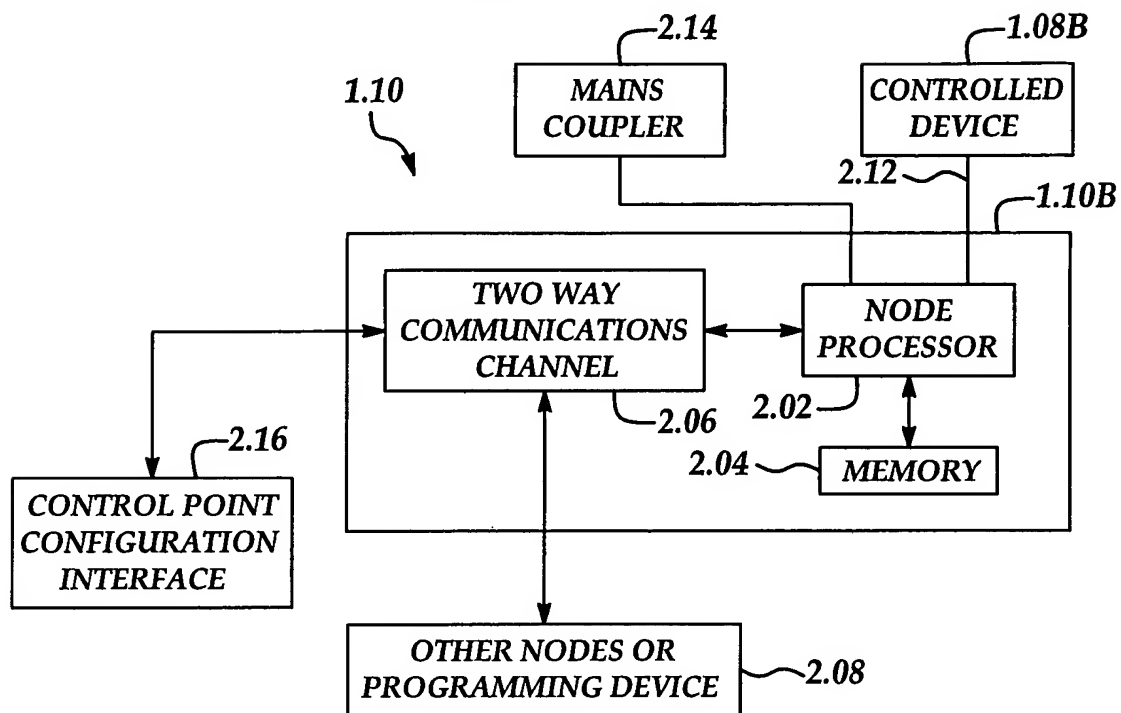 2.14
1.08B
1.10
MAINS
COUPLER
CONTROLLED
DEVICE
2.12
1.10B
TWO WAY
COMMUNICATIONS
CHANNEL
NODE
PROCESSOR
2.06
2.02
2.16
2.04
MEMORY
CONTROL POINT
CONFIGURATION
INTERFACE
OTHER NODES OR
PROGRAMMING DEVICE
2.08